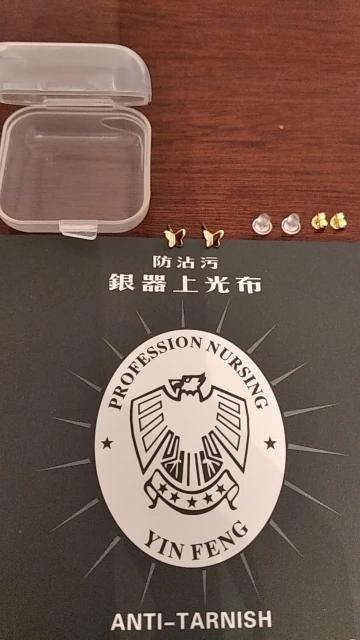 防沾污
銀器上光布
PROFESSION NURSING
YIN FENG
ANTI-TARNISH